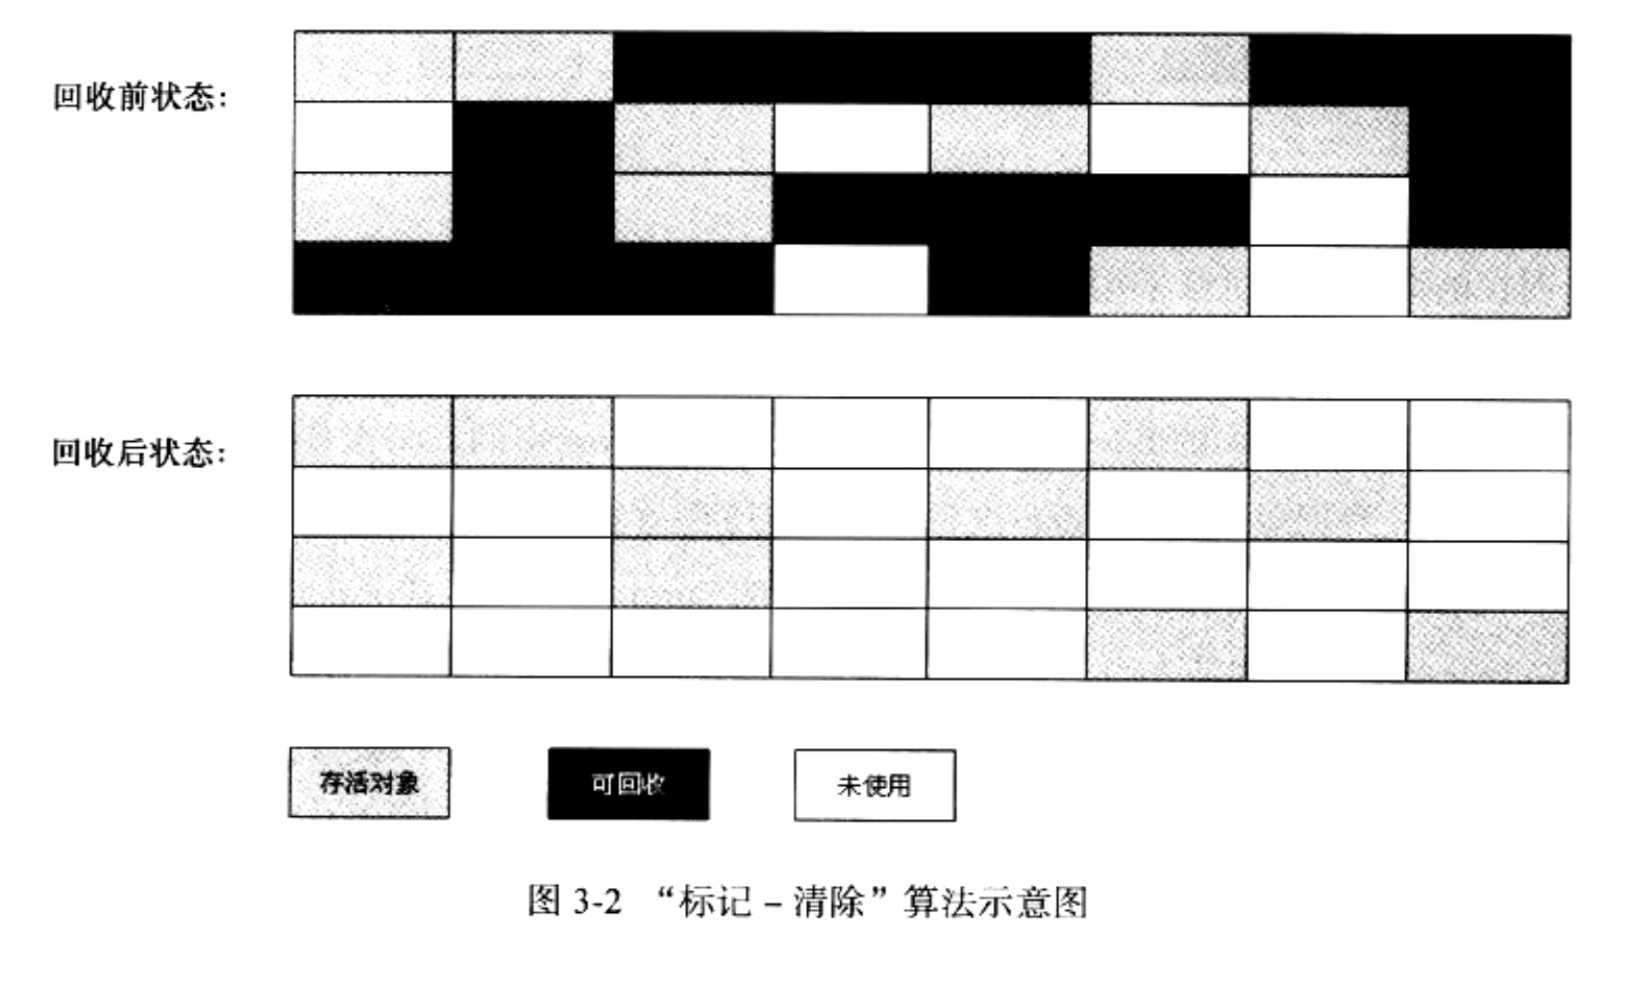 回收前状态:
回收后状态:
存活对象
可回收
未使用
图 3-2 “标记 – 清除”算法示意图